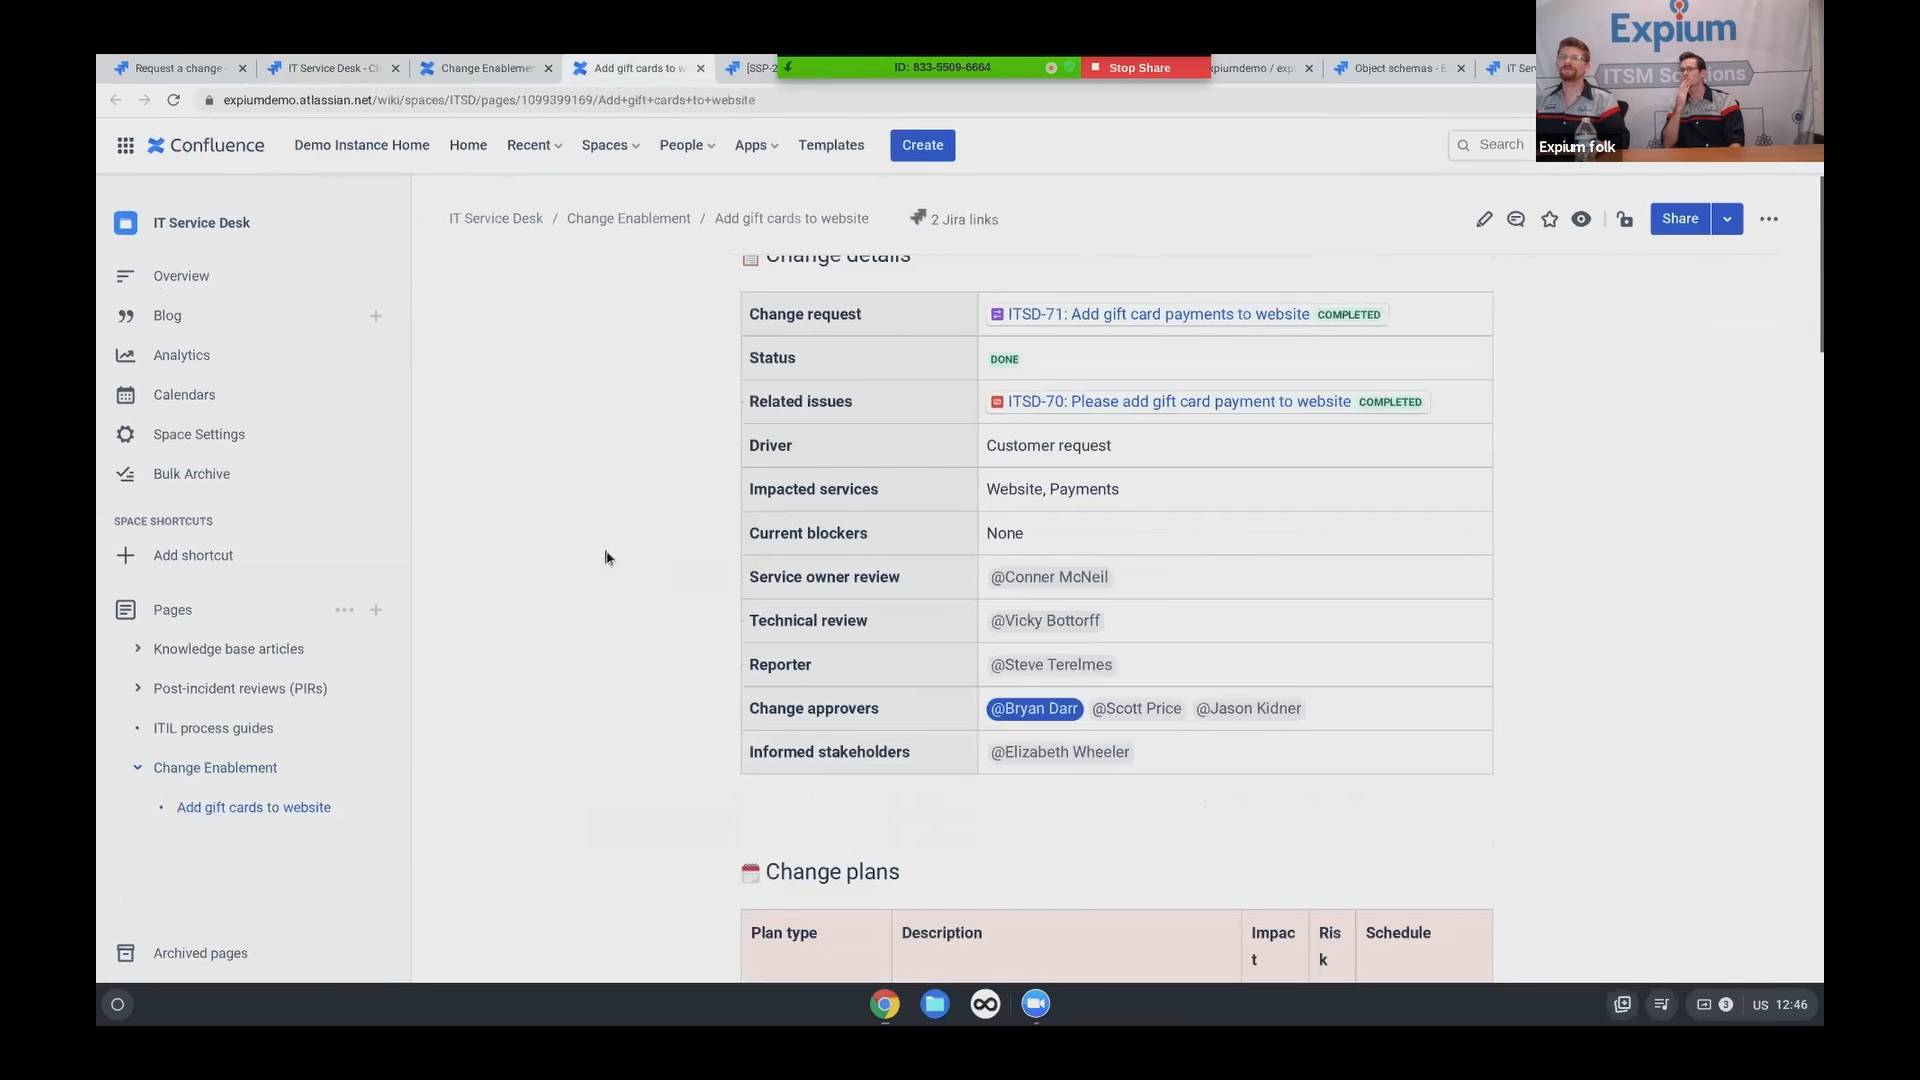 Request a change -
IT Service Desk - Ch
Change Enablemen
Add gift cards to w
[SSP-2
ID: 833-5509-6664
Stop Share
xpiumdemo / exp
Object schemas - E
IT Serv
expiumdemo.atlassian.net/wiki/spaces/ITSD/pages/1099399169/Add+gift+cards+to+website
Expium
ITSM Solutions
Expium folk
Confluence
Demo Instance Home
Home
Recent
Spaces
People
Apps
Templates
Create
Search
IT Service Desk
Overview
Blog
Analytics
Calendars
Space Settings
Bulk Archive
SPACE SHORTCUTS
Add shortcut
Pages
Knowledge base articles
Post-incident reviews (PIRs)
ITIL process guides
Change Enablement
Add gift cards to website
Archived pages
IT Service Desk / Change Enablement / Add gift cards to website
2 Jira links
Share
Change details
Change request ITSD-71: Add gift card payments to website COMPLETED
Status DONE
Related issues ITSD-70: Please add gift card payment to website COMPLETED
Driver Customer request
Impacted services Website, Payments
Current blockers None
Service owner review @Conner McNeil
Technical review @Vicky Bottorff
Reporter @Steve Terelmes
Change approvers @Bryan Darr @Scott Price @Jason Kidner
Informed stakeholders @Elizabeth Wheeler
Change plans
Plan type Description Impac
t Ris
k Schedule
3
US 12:46